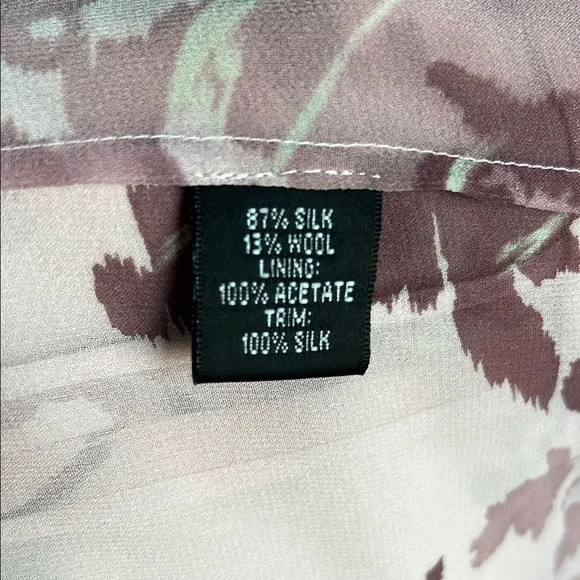 87% SILK
13% WOOL
LINING:
100% ACETATE
TRIM:
100% SILK